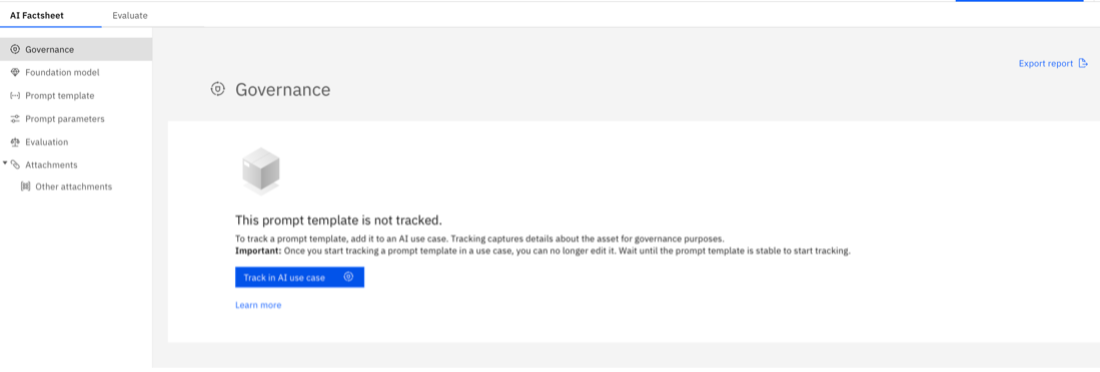 AI Factsheet
Evaluate
Governance
Foundation model
Prompt template
Prompt parameters
Evaluation
Attachments
Other attachments
Export report
Governance
This prompt template is not tracked.
To track a prompt template, add it to an AI use case. Tracking captures details about the asset for governance purposes.
Important: Once you start tracking a prompt template in a use case, you can no longer edit it. Wait until the prompt template is stable to start tracking.
Track in AI use case
Learn more